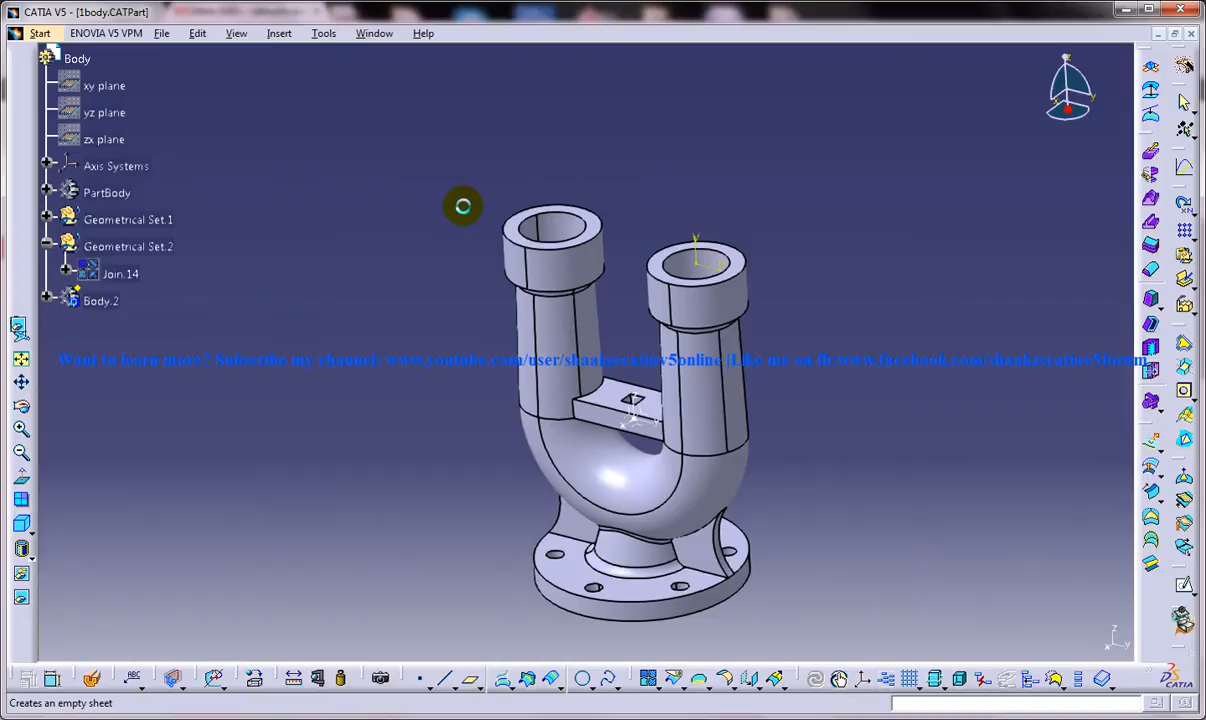 CATIA V5 - [1body.CATPart]
Start ENOVIA V5 VPM File Edit View Insert Tools Window Help
Body
xy plane
yz plane
zx plane
Axis Systems
PartBody
Geometrical Set.1
Geometrical Set.2
Join.14
Body.2
Want to learn more? Subscribe my channel: www.youtube.com/user/shaakzscatiav5online |Like me on fb:www.facebook.com/shaakzscatiav5forum
Creates an empty sheet
CATIA